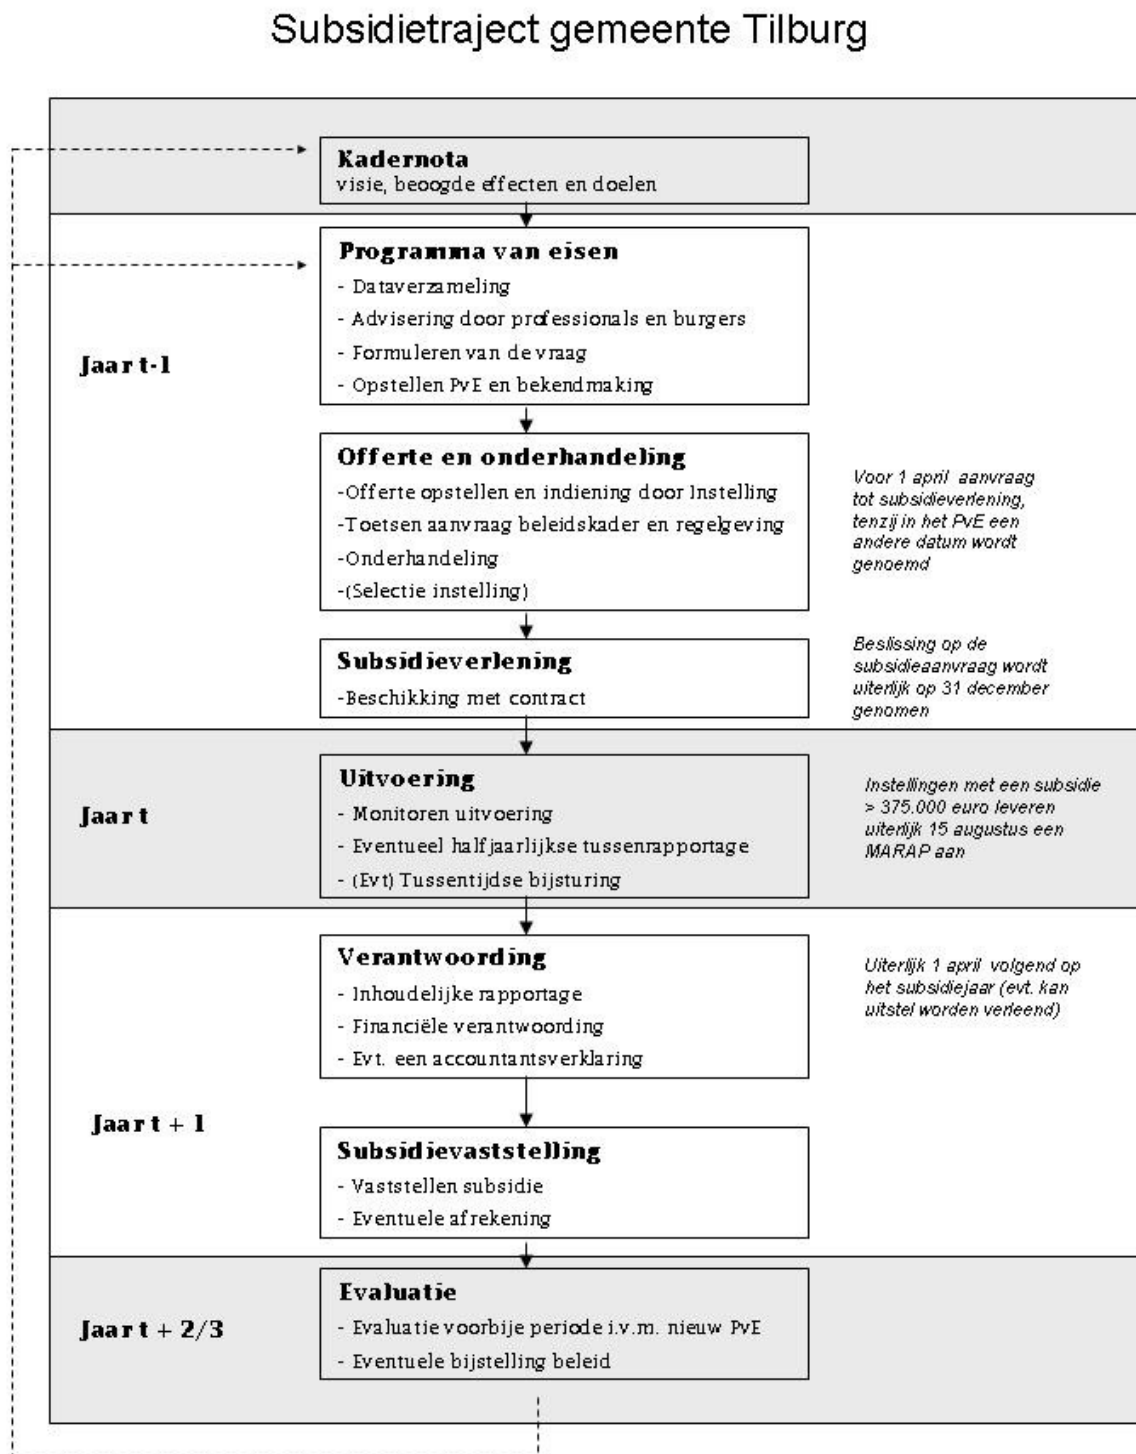 Subsidietraject gemeente Tilburg
Kadernota
visie, beoogde effecten en doelen
Jaar t-1
Programma van eisen
- Dataverzameling
- Advisering door professionals en burgers
- Formuleren van de vraag
- Opstellen PvE en bekendmaking
Offerte en onderhandeling
-Offerte opstellen en indiening door Instelling
-Toetsen aanvraag beleidskader en regelgeving
-Onderhandeling
-(Selectie instelling)
Voor 1 april aanvraag
tot subsidieverlening,
tenzij in het PvE een
andere datum wordt
genoemd
Subsidieverlening
-Beschikking met contract
Beslissing op de
subsidieaanvraag wordt
uiterlijk op 31 december
genomen
Jaar t
Uitvoering
- Monitoren uitvoering
- Eventueel halfjaarlijkse tussenrapportage
- (Evt) Tussentijdse bijsturing
Instellingen met een subsidie
> 375.000 euro leveren
uiterlijk 15 augustus een
MARAP aan
Jaar t + 1
Verantwoording
- Inhoudelijke rapportage
- Financiële verantwoording
- Evt. een accountantsverklaring
Uiterlijk 1 april volgend op
het subsidiejaar (evt. kan
uitstel worden verleend)
Subsidievaststelling
- Vaststellen subsidie
- Eventuele afrekening
Jaar t + 2/3
Evaluatie
- Evaluatie voorbije periode i.v.m. nieuw PvE
- Eventuele bijstelling beleid